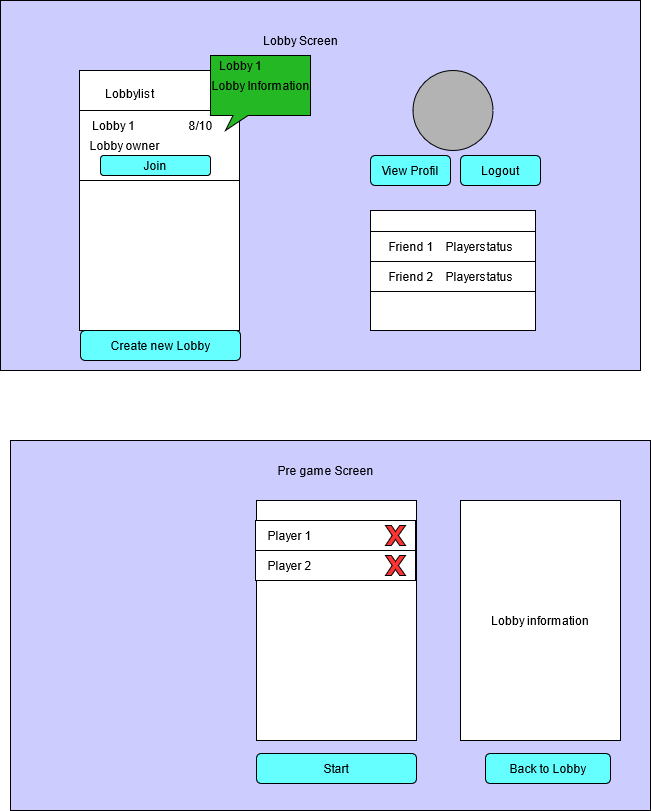 Lobby Screen
Lobby 1
Lobby Information
Lobbylist
Lobby 1 8/10
Lobby owner
Join
Create new Lobby
View Profil
Logout
Friend 1 Playerstatus
Friend 2 Playerstatus
Pre game Screen
Player 1
Player 2
Start
Lobby information
Back to Lobby